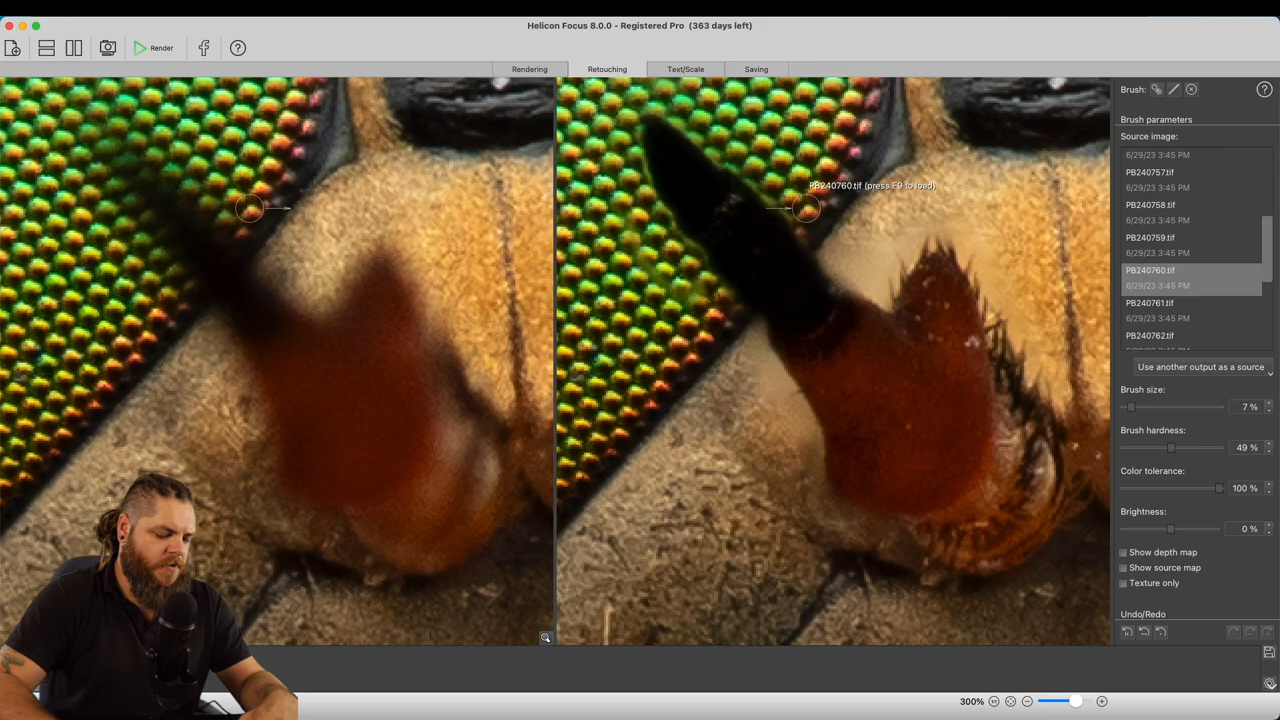 Helicon Focus 8.0.0 - Registered Pro (363 days left)
Render
Rendering
Retouching
Text/Scale
Saving
Brush:
Brush parameters
Source image:
6/29/23 3:45 PM
PB240757.tif
6/29/23 3:45 PM
PB240758.tif
6/29/23 3:45 PM
PB240759.tif
6/29/23 3:45 PM
PB240760.tif
6/29/23 3:45 PM
PB240761.tif
6/29/23 3:45 PM
PB240762.tif
PB240760.tif (press F9 to load)
Use another output as a source
Brush size:
7 %
Brush hardness:
49 %
Color tolerance:
100 %
Brightness:
0 %
Show depth map
Show source map
Texture only
Undo/Redo
300%